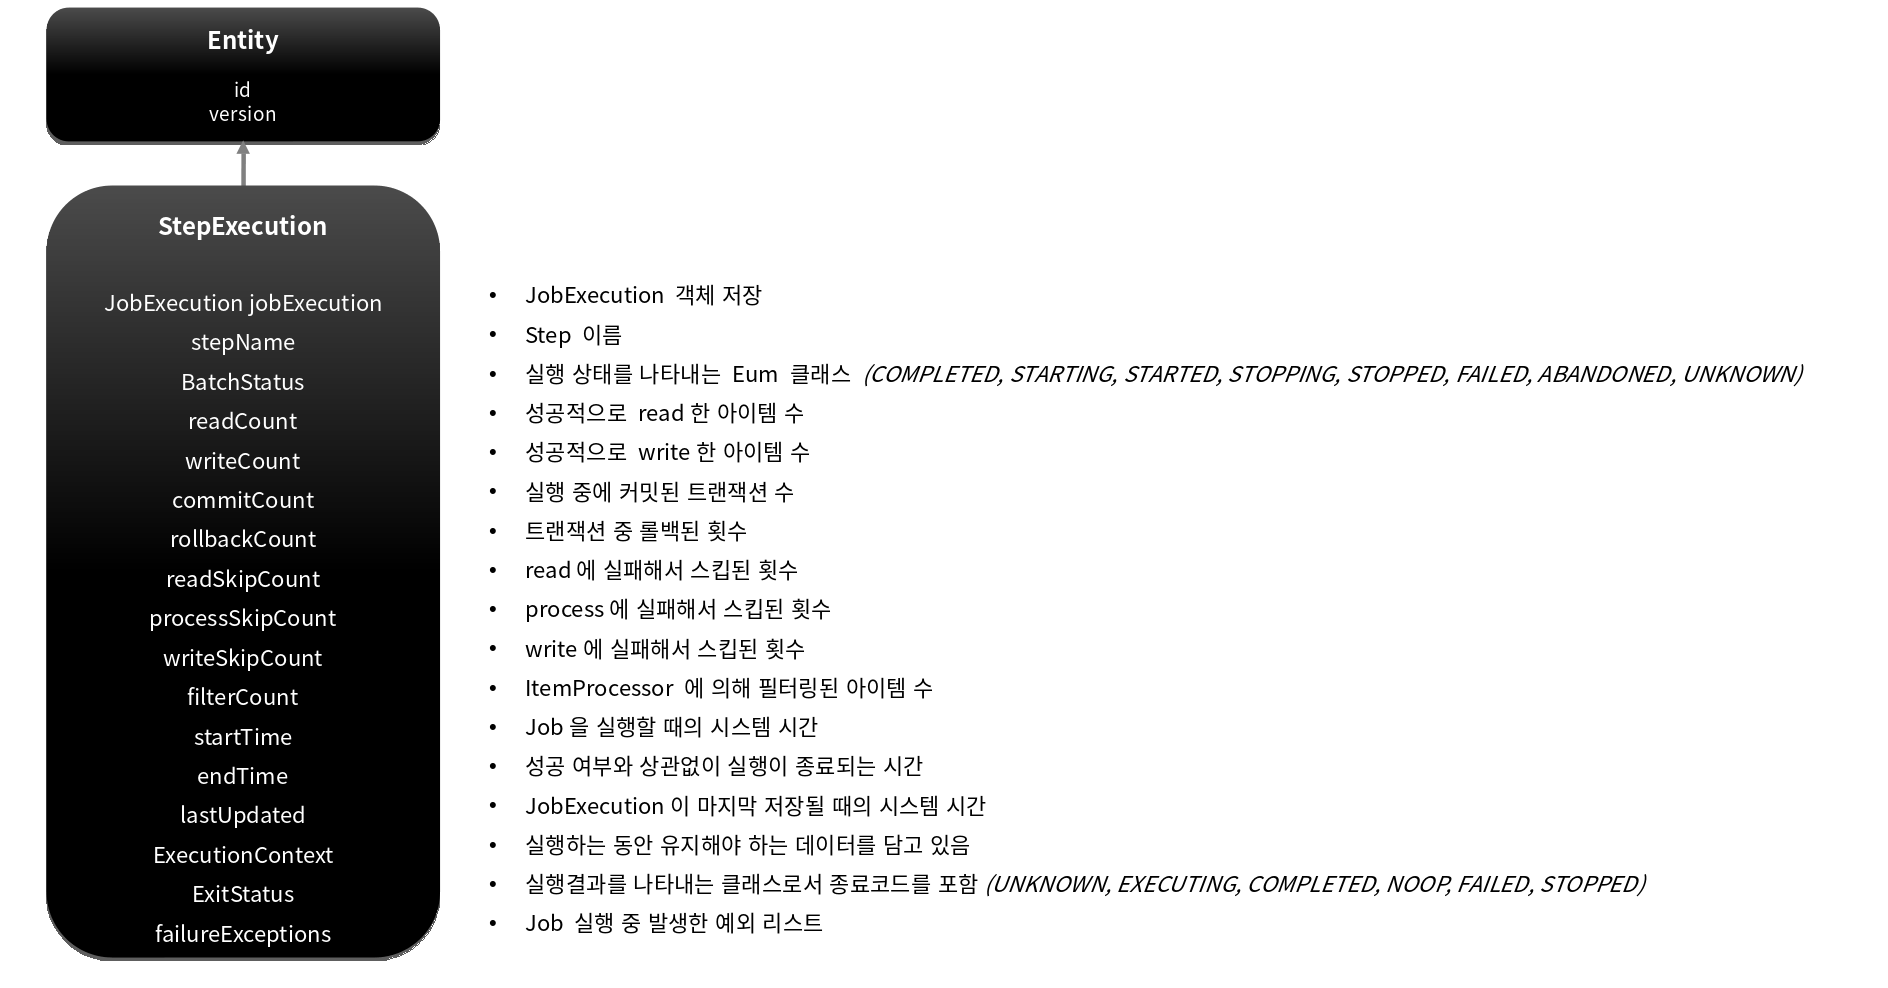 Entity
id
version
StepExecution
JobExecution jobExecution
stepName
BatchStatus
readCount
writeCount
commitCount
rollbackCount
readSkipCount
processSkipCount
writeSkipCount
filterCount
startTime
endTime
lastUpdated
ExecutionContext
ExitStatus
failureExceptions
• JobExecution 객체 저장
• Step 이름
• 실행 상태를 나타내는 Eum 클래스 (COMPLETED, STARTING, STARTED, STOPPING, STOPPED, FAILED, ABANDONED, UNKNOWN)
• 성공적으로 read 한 아이템 수
• 성공적으로 write 한 아이템 수
• 실행 중에 커밋된 트랜잭션 수
• 트랜잭션 중 롤백된 횟수
• read 에 실패해서 스킵된 횟수
• process 에 실패해서 스킵된 횟수
• write 에 실패해서 스킵된 횟수
• ItemProcessor 에 의해 필터링된 아이템 수
• Job 을 실행할 때의 시스템 시간
• 성공 여부와 상관없이 실행이 종료되는 시간
• JobExecution 이 마지막 저장될 때의 시스템 시간
• 실행하는 동안 유지해야 하는 데이터를 담고 있음
• 실행결과를 나타내는 클래스로서 종료코드를 포함 (UNKNOWN, EXECUTING, COMPLETED, NOOP, FAILED, STOPPED)
• Job 실행 중 발생한 예외 리스트